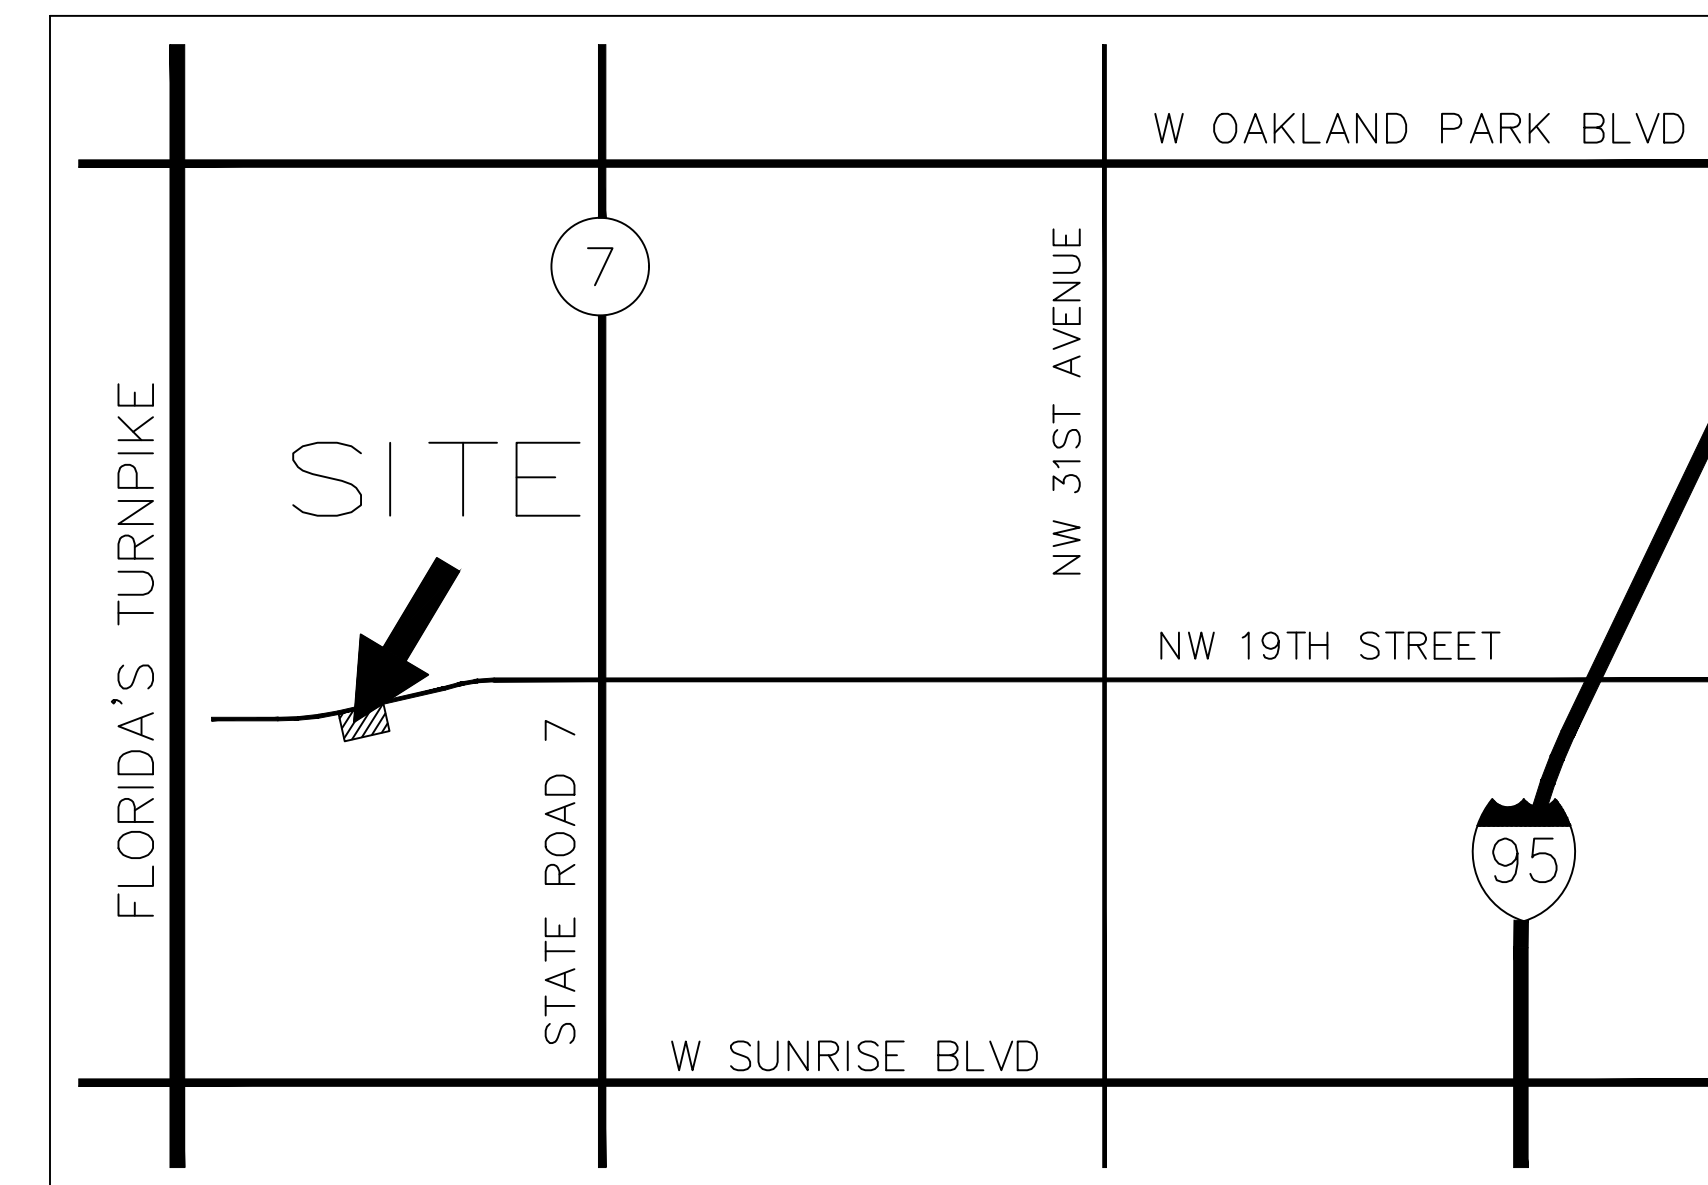 W OAKLAND PARK BLVD
7
NW 31ST AVENUE
FLORIDA'S TURNPIKE
SITE
NW 19TH STREET
STATE ROAD 7
95
W SUNRISE BLVD